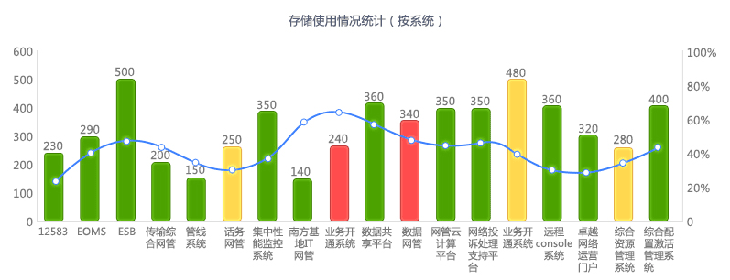 存储使用情况统计（按系统）
600
500
400
300
200
100
0
100%
80%
60%
40%
20%
0
230
290
500
200
150
250
350
140
240
360
340
350
350
480
360
320
280
400
12583
EOMS
ESB
传输综
合网管
管线
系统
话务
网管
集中性
能监控
系统
南方基
地IT
网管
业务开
通系统
数据共
享平台
数据
网管
网管云
计算
平台
网络投
诉处理
支持平
台
业务开
通系统
远程
console
系统
卓越
网络
运营
门户
综合
资源
管理
系统
综合配
置激活
管理系
统